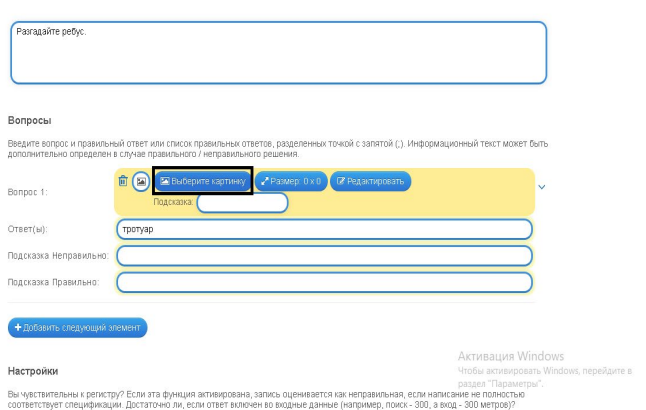 Разгадайте ребус.
Вопросы
Введите вопрос и правильный ответ или список правильных ответов, разделенных точкой с запятой (;). Информационный текст может быть
дополнительно определен в случае правильного / неправильного решения.
Выберите картинку Размер: 0 x 0 Редактировать
Вопрос 1:
Подсказка:
Ответ(ы): тротуар
Подсказка Неправильно:
Подсказка Правильно:
Добавить следующий элемент
Активация Windows
Чтобы активировать Windows, перейдите в
раздел "Параметры".
Настройки
Вы чувствительны к регистру? Если эта функция активирована, запись оценивается как неправильная, если написание не полностью
соответствует спецификации. Достаточно ли, если ответ включен во входные данные (например, поиск - 300, а вход - 300 метров)?